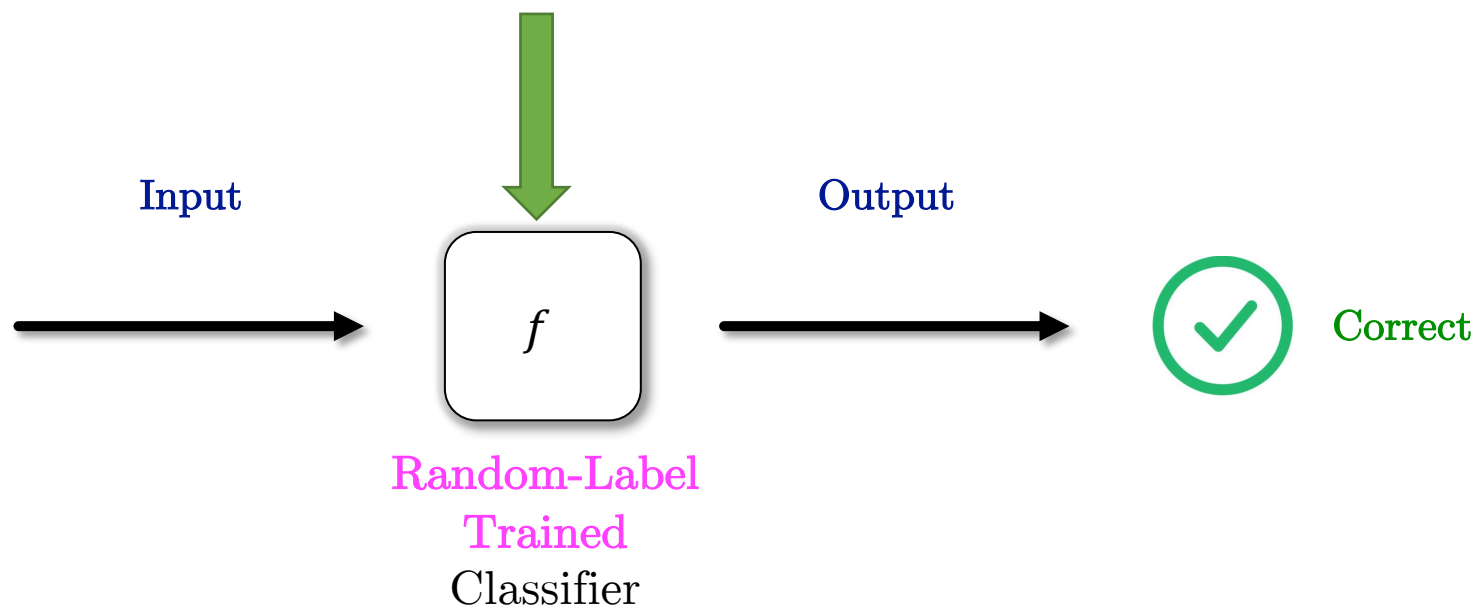 Input
Output
f
Correct
Random-Label
Trained
Classifier